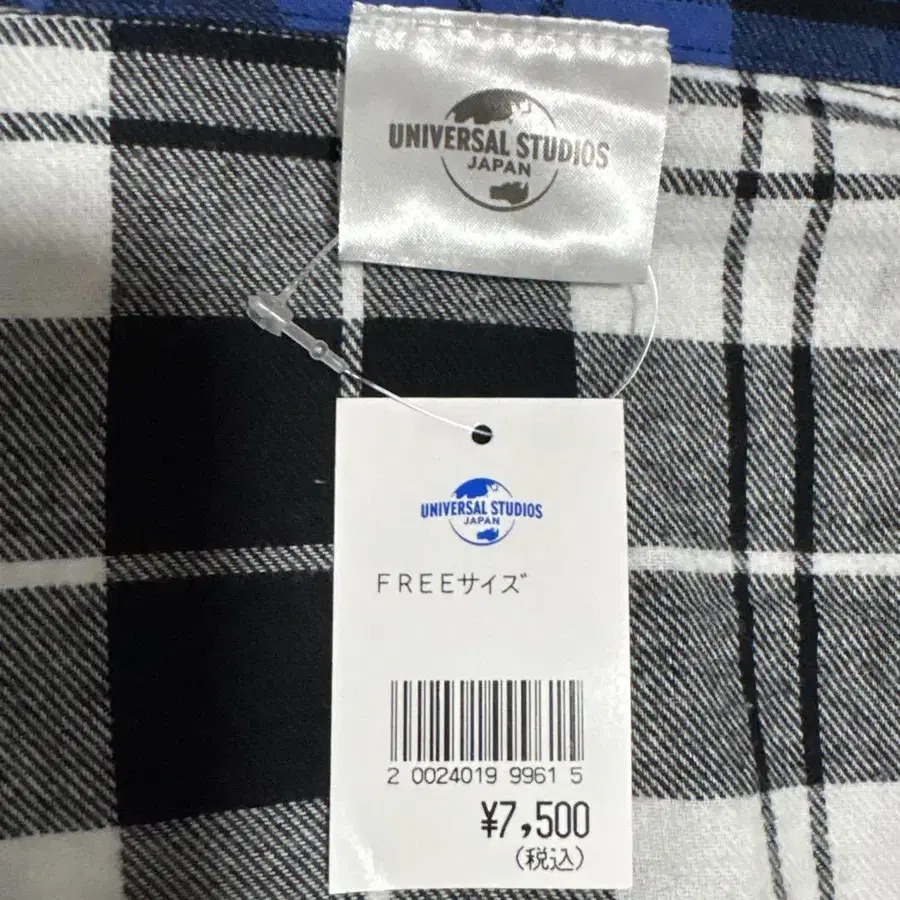 UNIVERSAL STUDIOS
JAPAN
UNIVERSAL STUDIOS
JAPAN
FREEサイズ
2 0024019 9961 5
¥7,500
(税込)